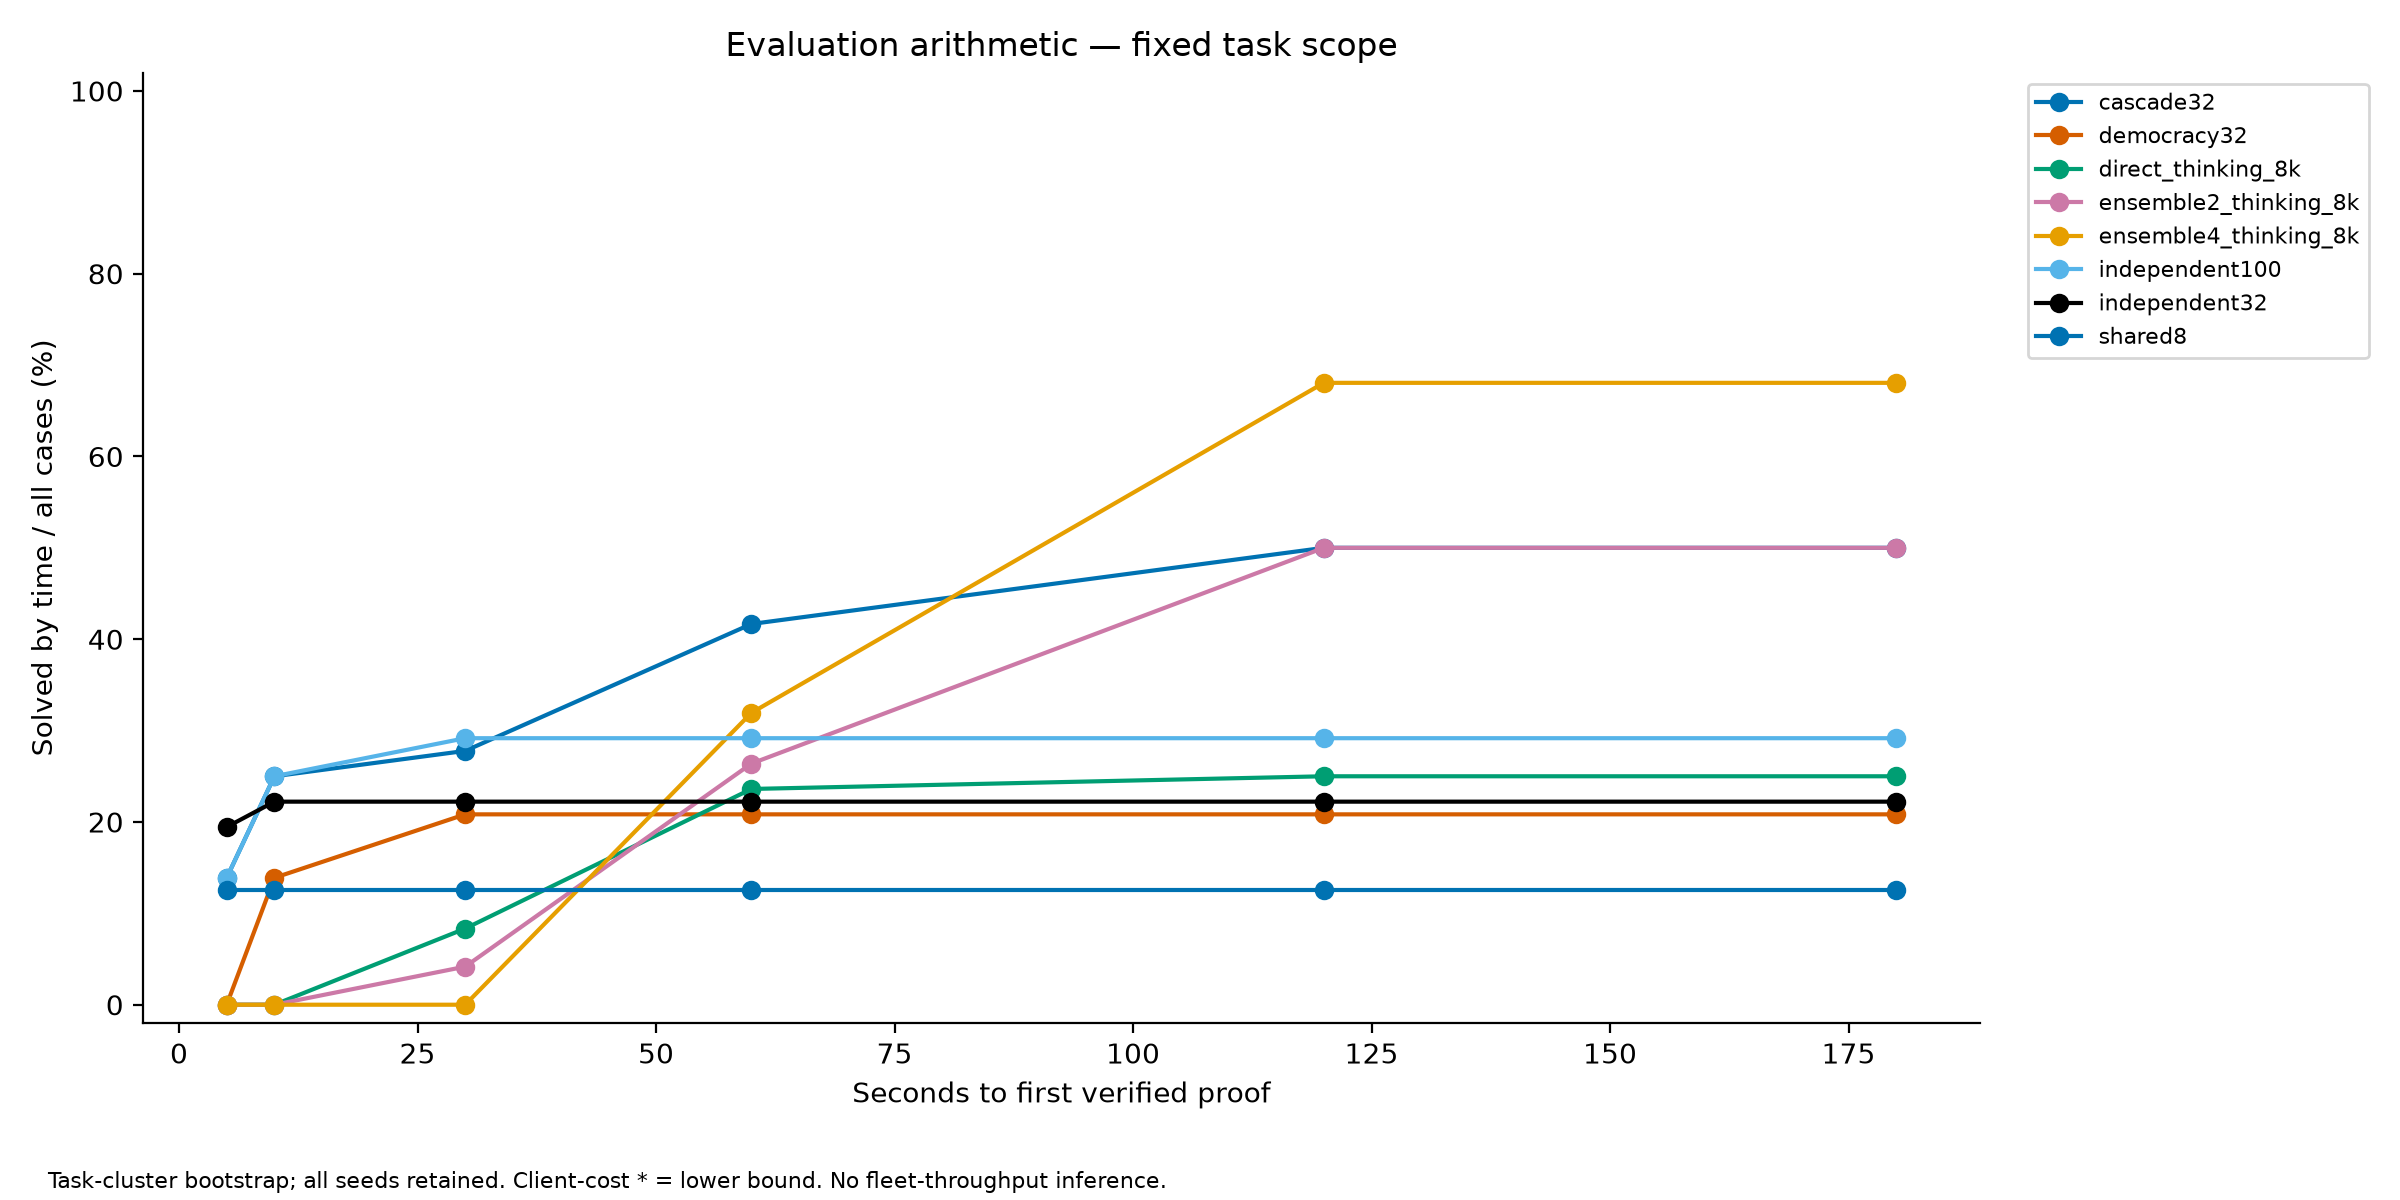 Evaluation arithmetic — fixed task scope
100
80
60
40
20
0
Solved by time / all cases (%)
0 25 50 75 100 125 150 175
Seconds to first verified proof
cascade32
democracy32
direct_thinking_8k
ensemble2_thinking_8k
ensemble4_thinking_8k
independent100
independent32
shared8
Task-cluster bootstrap; all seeds retained. Client-cost * = lower bound. No fleet-throughput inference.